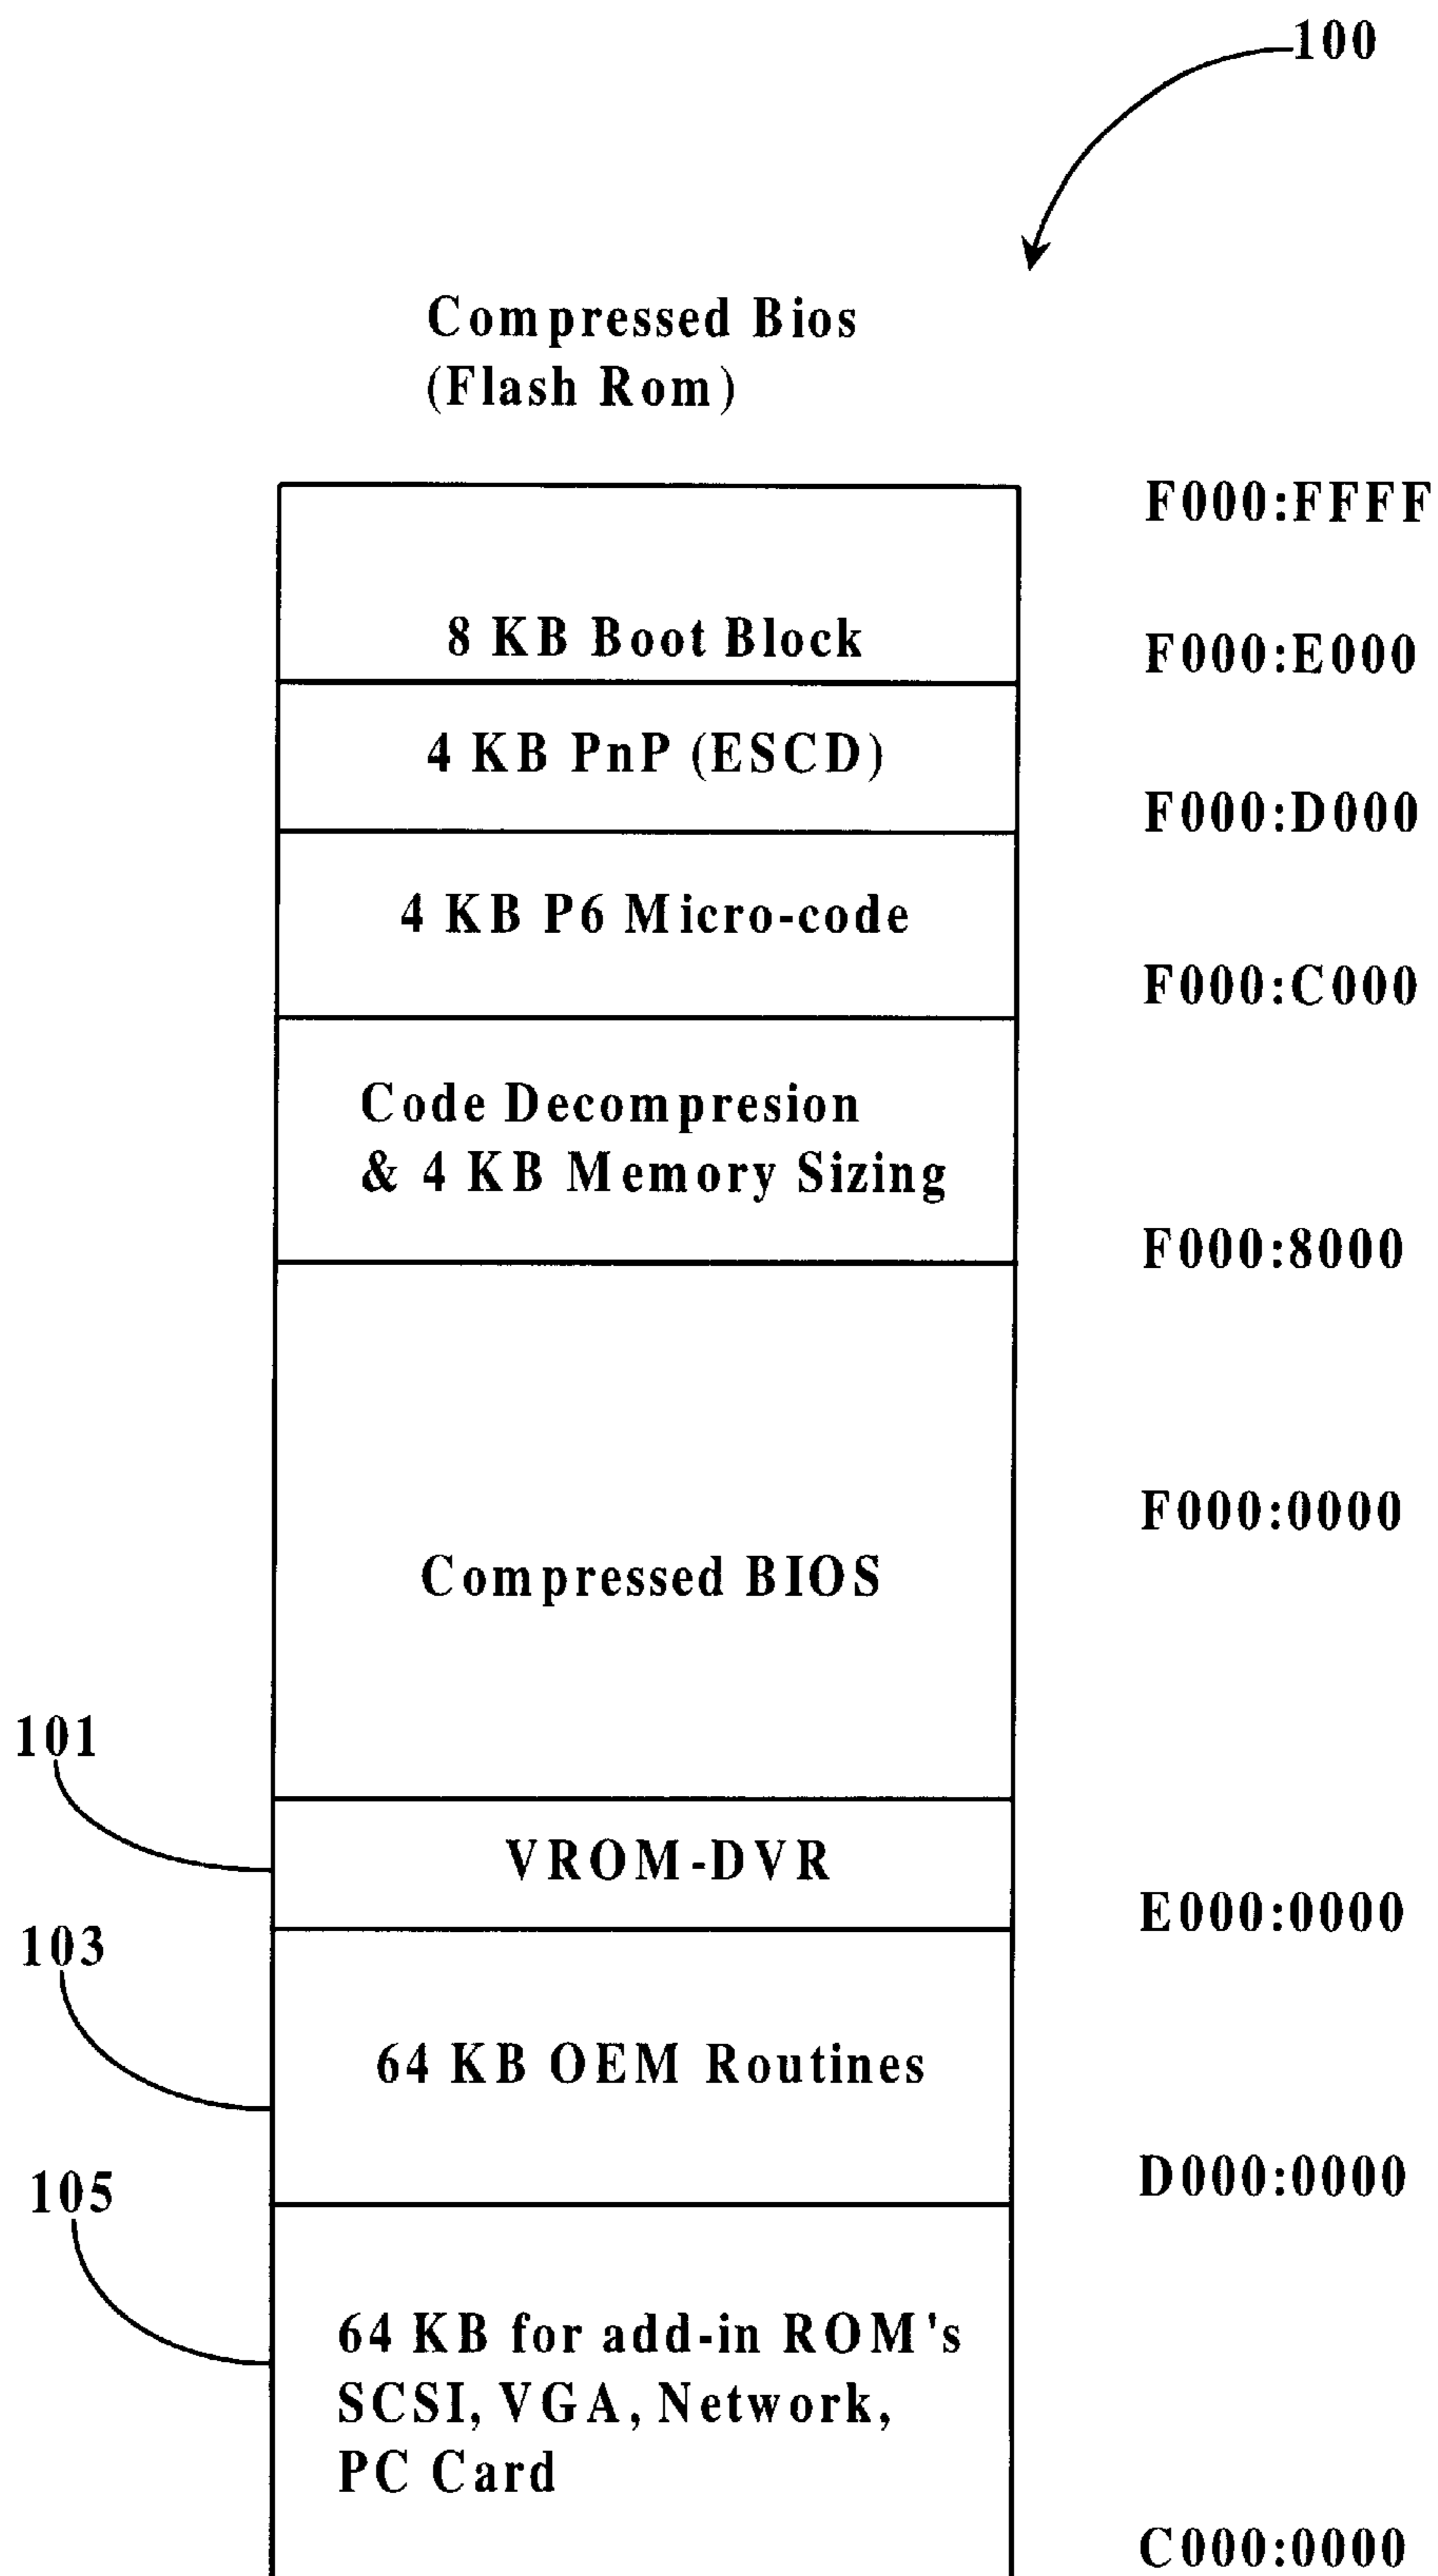 100
Compressed Bios
(Flash Rom)
F000:FFFF
8 KB Boot Block
F000:E000
4 KB PnP (ESCD)
F000:D000
4 KB P6 Micro-code
F000:C000
Code Decompresion
& 4 KB Memory Sizing
F000:8000
F000:0000
Compressed BIOS
101
VROM-DVR
E000:0000
103
64 KB OEM Routines
D000:0000
105
64 KB for add-in ROM's
SCSI, VGA, Network,
PC Card
C000:0000